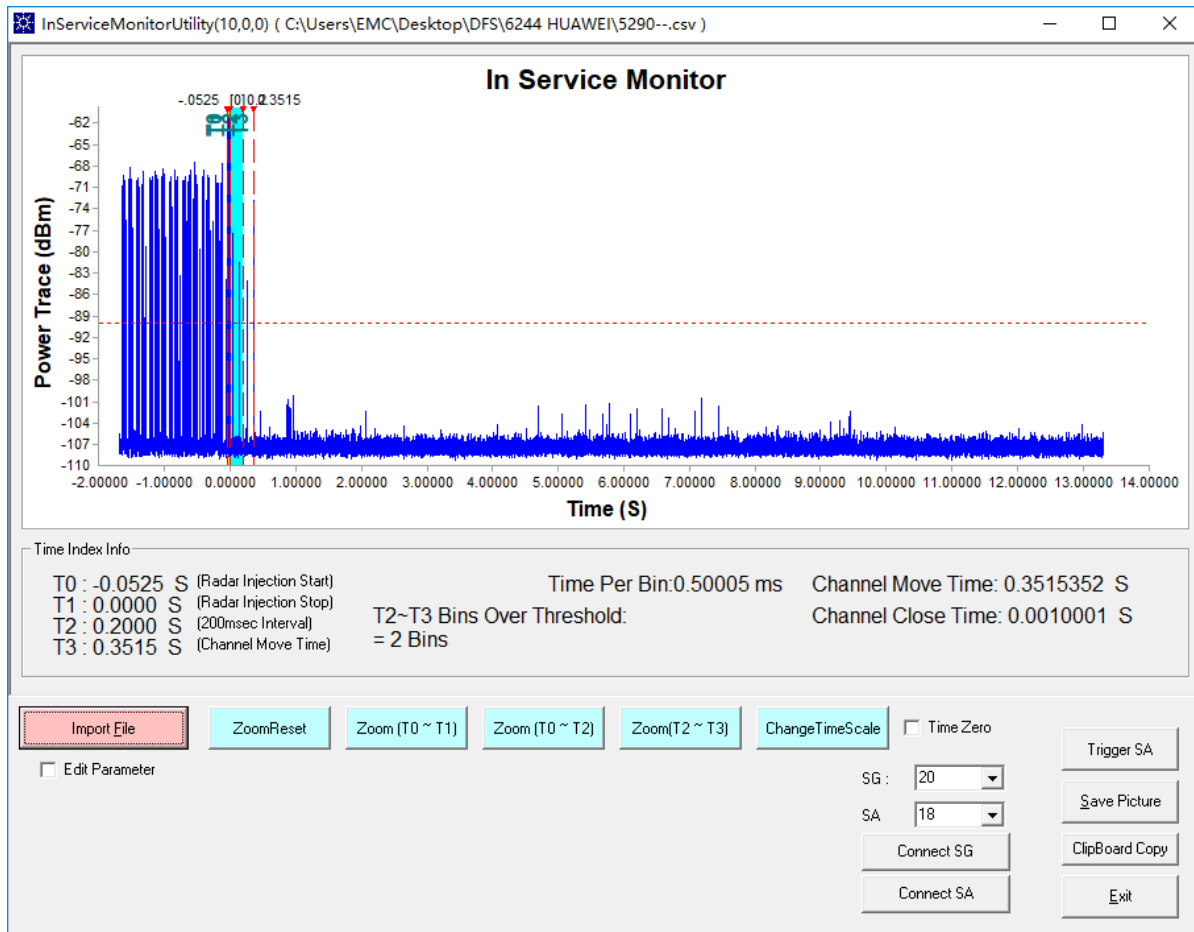 InServiceMonitorUtility(10,0,0) ( C:\Users\EMC\Desktop\DFS\6244 HUAWEI\5290--.csv )
In Service Monitor
-.0525 [0]0.2 .3515
T0 T3
Power Trace (dBm)
-62
-65
-68
-71
-74
-77
-80
-83
-86
-89
-92
-95
-98
-101
-104
-107
-110
-2.00000 -1.00000 0.00000 1.00000 2.00000 3.00000 4.00000 5.00000 6.00000 7.00000 8.00000 9.00000 10.00000 11.00000 12.00000 13.00000 14.00000
Time (S)
Time Index Info
T0 : -0.0525 S (Radar Injection Start)
T1 : 0.0000 S (Radar Injection Stop)
T2 : 0.2000 S (200msec Interval)
T3 : 0.3515 S (Channel Move Time)
Time Per Bin:0.50005 ms
T2~T3 Bins Over Threshold:
= 2 Bins
Channel Move Time: 0.3515352 S
Channel Close Time: 0.0010001 S
Import File
ZoomReset
Zoom (T0 ~ T1)
Zoom (T0 ~ T2)
Zoom(T2 ~ T3)
ChangeTimeScale
Time Zero
Edit Parameter
SG : 20
SA 18
Connect SG
Connect SA
Trigger SA
Save Picture
ClipBoard Copy
Exit